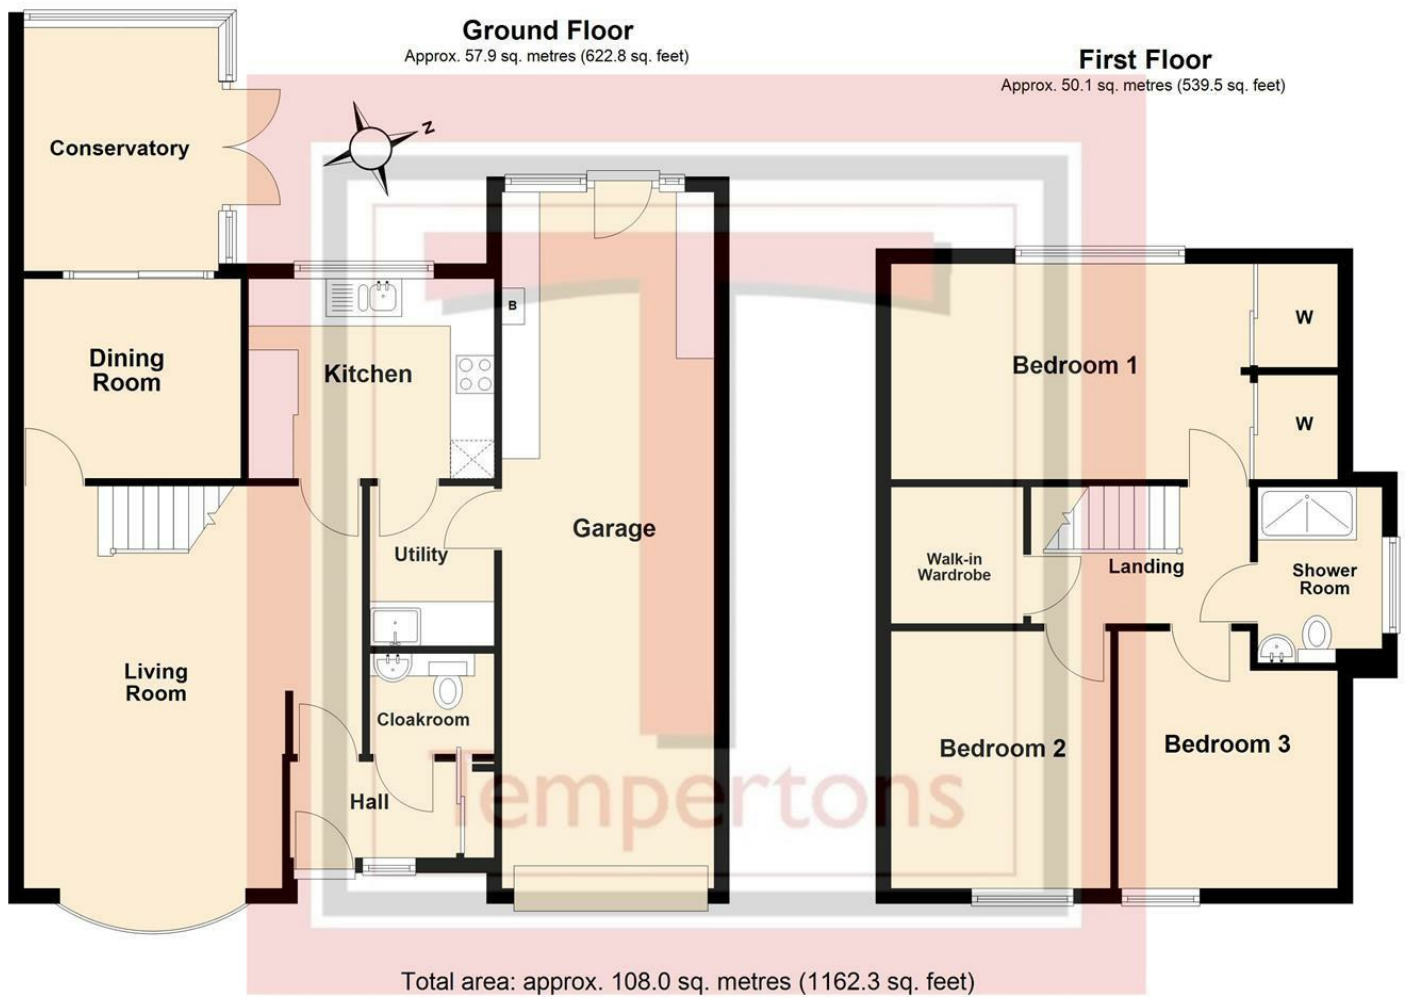 Ground Floor
Approx. 57.9 sq. metres (622.8 sq. feet)
First Floor
Approx. 50.1 sq. metres (539.5 sq. feet)
N
Conservatory
Dining
Room
Kitchen
B
Garage
Utility
Living
Room
Cloakroom
Hall
Bedroom 1
W
W
Walk-in
Wardrobe
Landing
Shower
Room
Bedroom 2
Bedroom 3
Tempertons
Total area: approx. 108.0 sq. metres (1162.3 sq. feet)